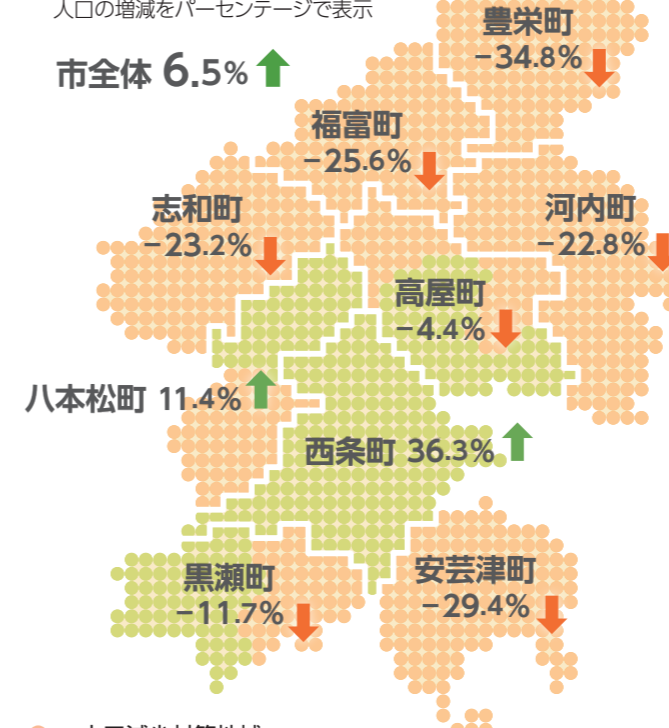 人口の増減をパーセンテージで表示
豊栄町
−34.8%
市全体 6.5%
福富町
−25.6%
志和町
−23.2%
河内町
−22.8%
高屋町
−4.4%
八本松町 11.4%
西条町 36.3%
黒瀬町
−11.7%
安芸津町
−29.4%